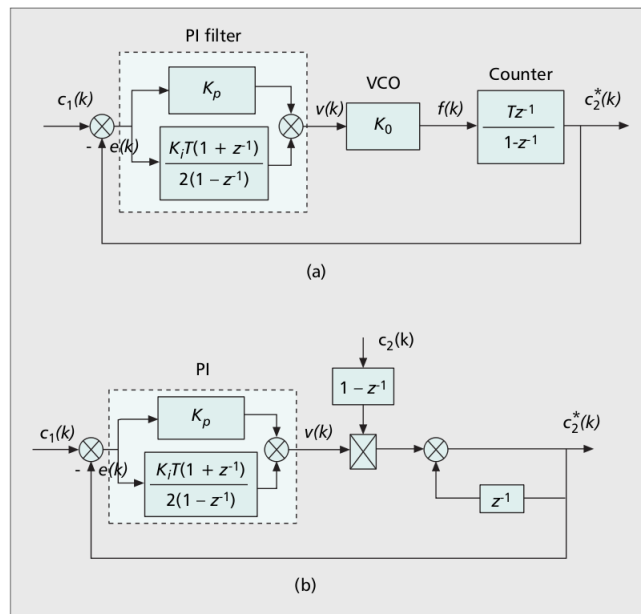 PI filter
VCO
Counter
c₁(k)
Kₚ
v(k)
K₀
f(k)
Tz⁻¹
1-z⁻¹
c₂*(k)
- e(k)
KᵢT(1 + z⁻¹)
2(1 − z⁻¹)
(a)
c₂(k)
PI
1 − z⁻¹
c₁(k)
Kₚ
v(k)
c₂*(k)
- e(k)
KᵢT(1 + z⁻¹)
2(1 − z⁻¹)
z⁻¹
(b)